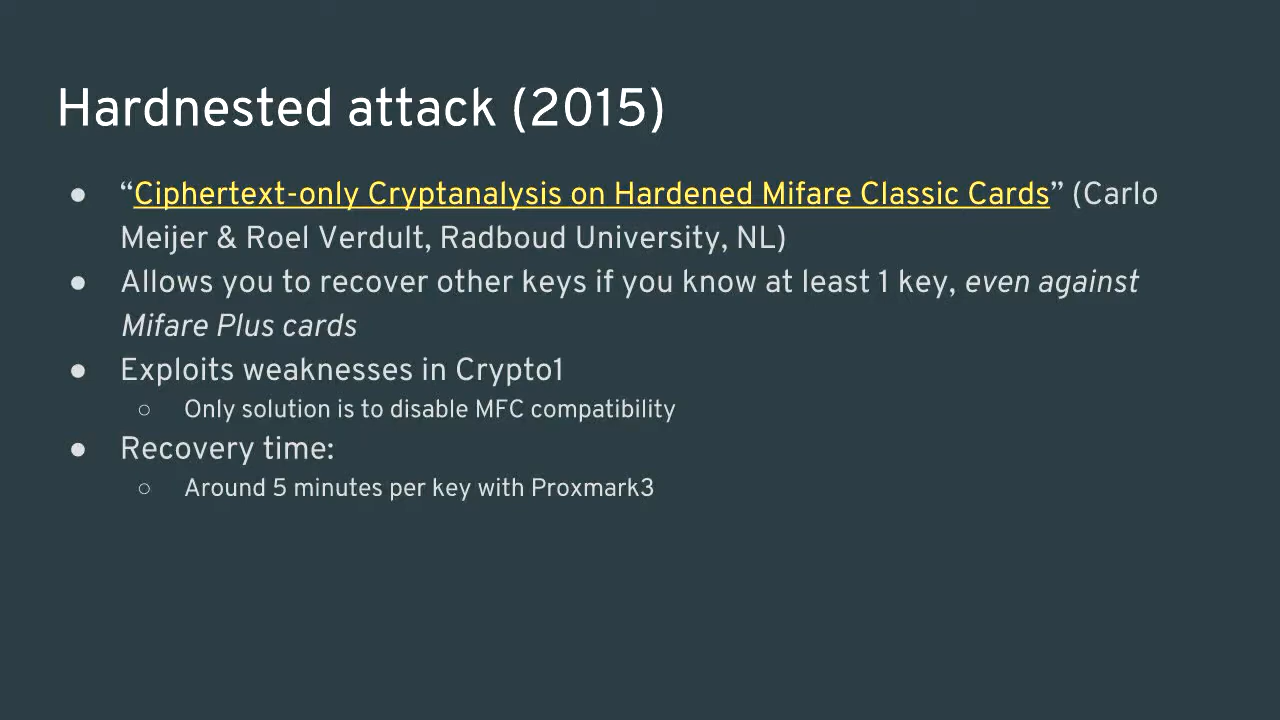 Hardnested attack (2015)
● “Ciphertext-only Cryptanalysis on Hardened Mifare Classic Cards” (Carlo
Meijer & Roel Verdult, Radboud University, NL)
● Allows you to recover other keys if you know at least 1 key, even against
Mifare Plus cards
● Exploits weaknesses in Crypto1
○ Only solution is to disable MFC compatibility
● Recovery time:
○ Around 5 minutes per key with Proxmark3